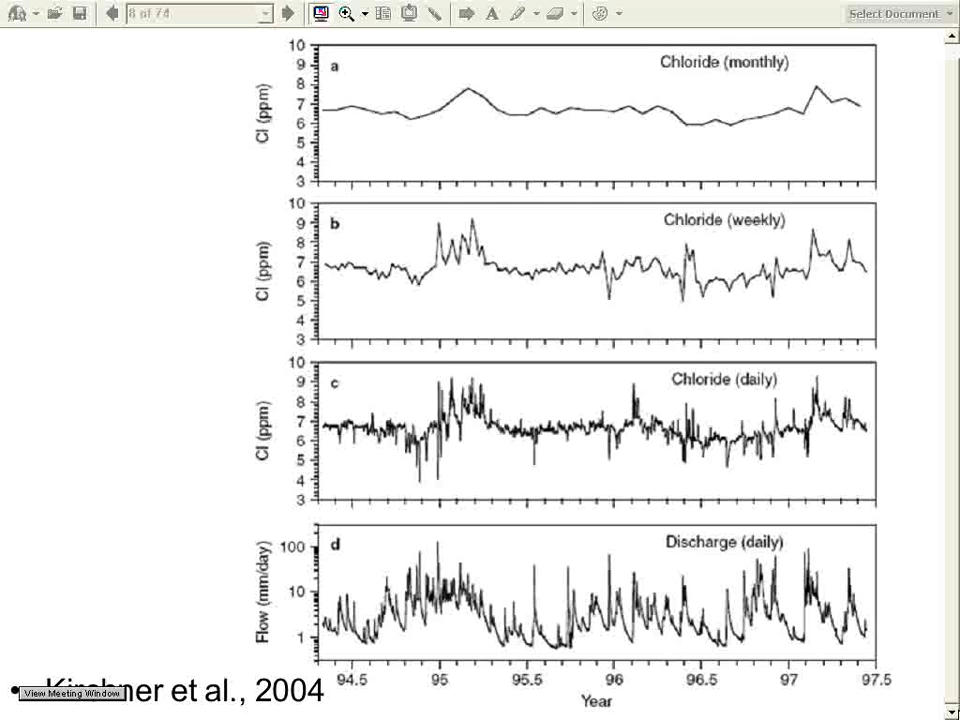 8 of 74
Select Document
a
Chloride (monthly)
Cl (ppm)
10
9
8
7
6
5
4
3
b
Chloride (weekly)
Cl (ppm)
10
9
8
7
6
5
4
3
c
Chloride (daily)
Cl (ppm)
10
9
8
7
6
5
4
3
d
Discharge (daily)
Flow (mm/day)
100
10
1
94.5 95 95.5 96 96.5 97 97.5
Year
• et al., 2004
View Meeting Window